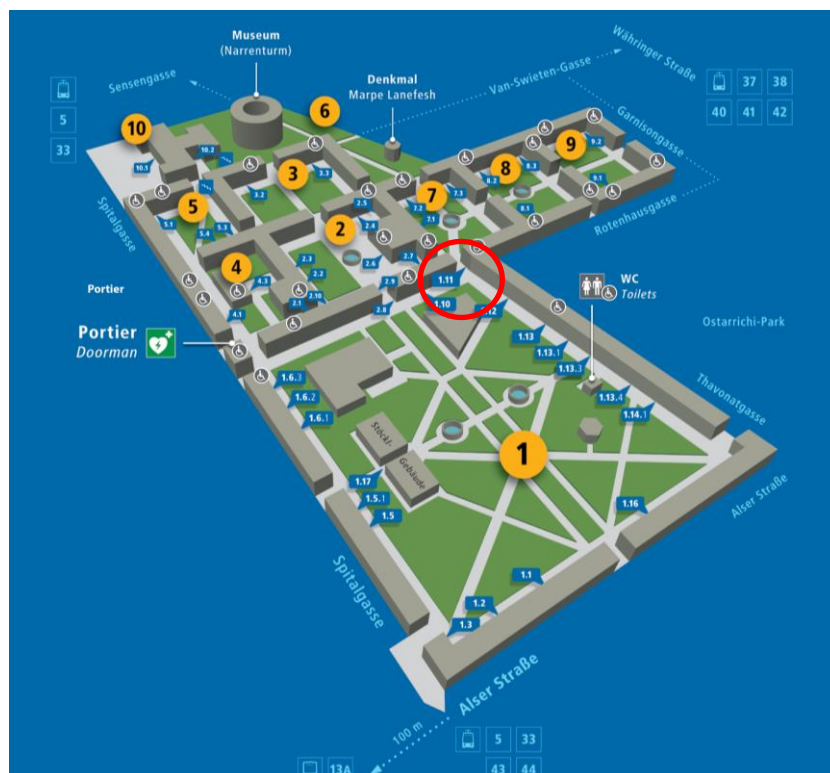 Museum
(Narrenturm)
Sensengasse
Denkmal
Marpe Lanefesh
Van-Swieten-Gasse
Währinger Straße
37 38
40 41 42
5
33
Garnisongasse
Rotenhausgasse
Spitalgasse
10
10.1
10.2
6
9
9.2
9.1
8
8.2
8.3
8.1
7
7.2
7.3
7.1
3
3.2
3.3
5
5.1
5.4
5.3
2
2.5
2.4
2.6
2.7
2.3
2.2
2.1
2.10
2.9
2.8
4
4.3
4.1
1.11
1.10
1.12
Portier
Portier
Doorman
WC
Toilets
Ostarrichi-Park
1.13
1.13.1
1.13.3
1.13.4
1.14.1
Thavonatgasse
1.6.3
1.6.2
1.6.1
Stöckl-
Gebäude
1
1.17
1.5.1
1.5
1.16
Alser Straße
Spitalgasse
1.1
1.2
1.3
Alser Straße
100 m
5 33
43 44
13A